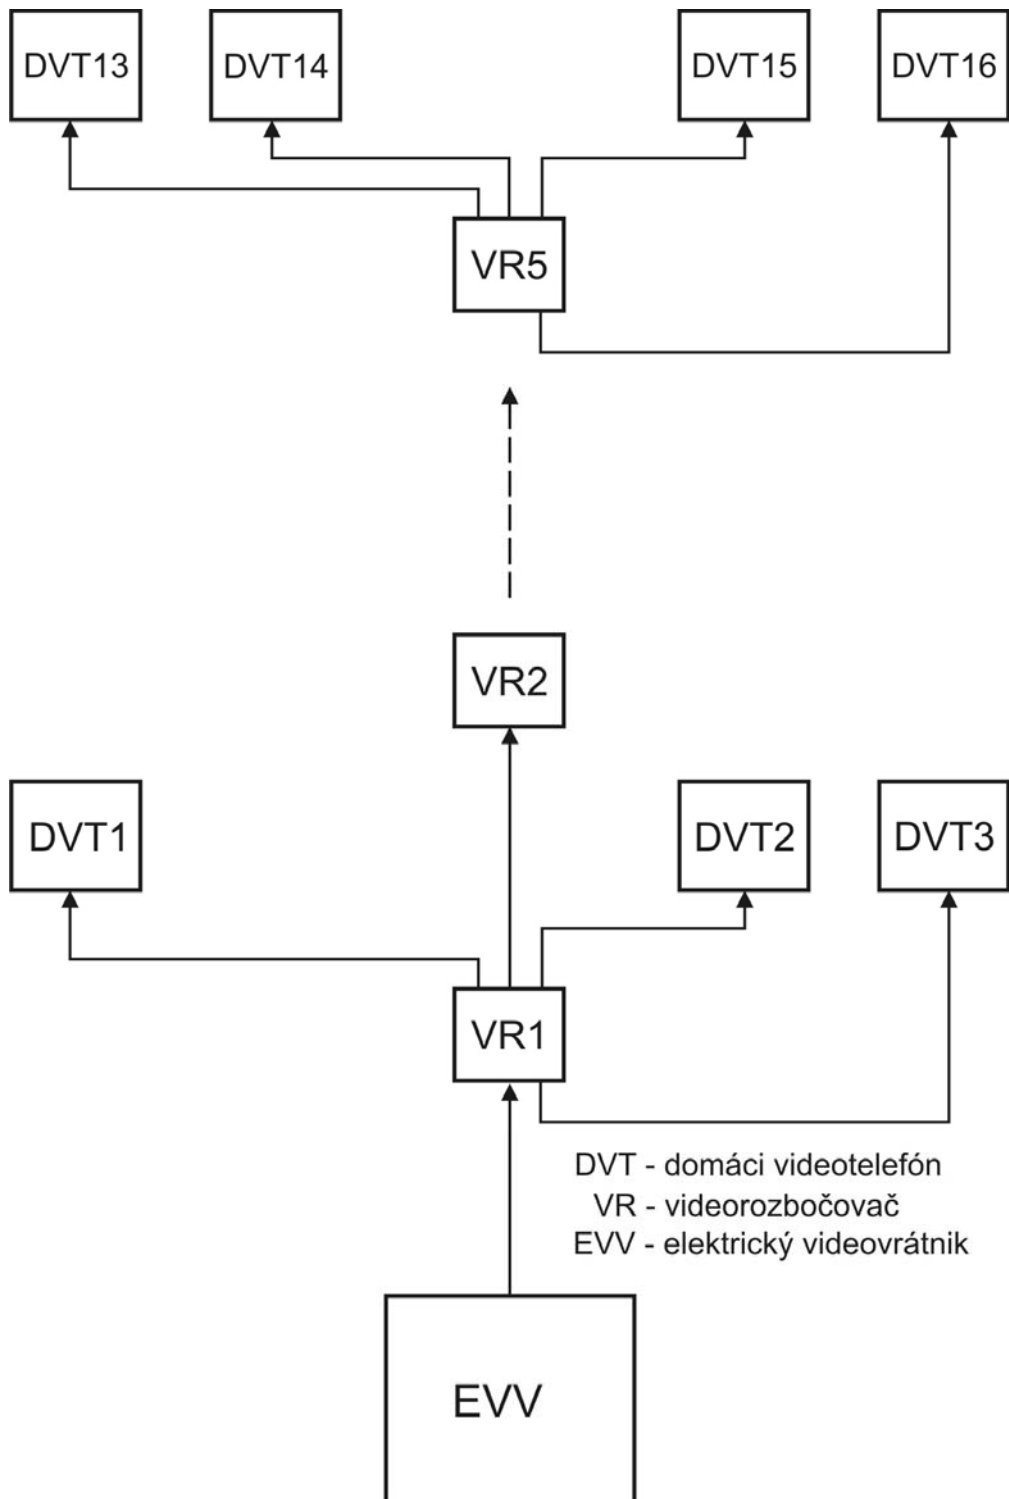 DVT13 DVT14 DVT15 DVT16
VR5
VR2
DVT1 DVT2 DVT3
VR1
DVT - domáci videotelefón
VR - videorozbočovač
EVV - elektrický videovrátnik
EVV